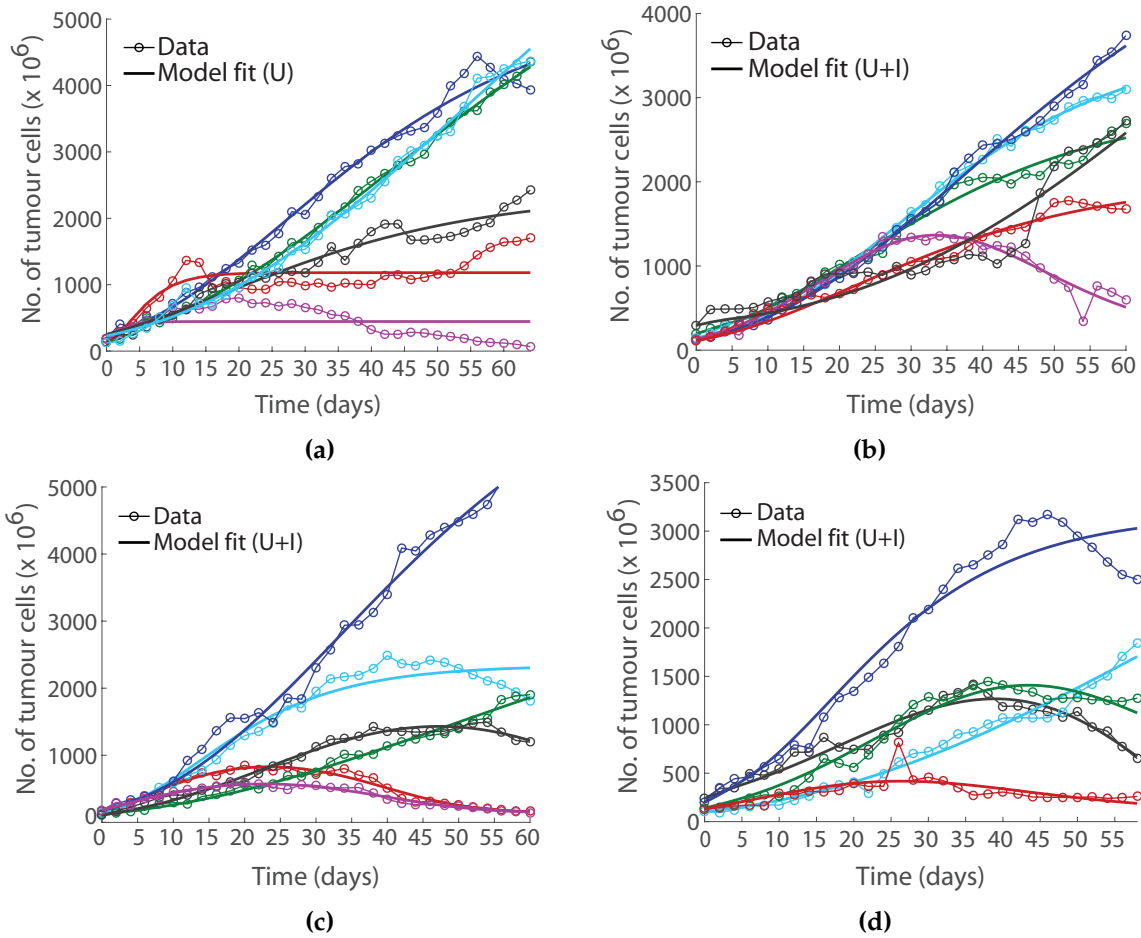 5000
4000
3000
2000
1000
0
No. of tumour cells (x 10^6)
Data
Model fit (U)
0 5 10 15 20 25 30 35 40 45 50 55 60
Time (days)
(a)
4000
3000
2000
1000
0
No. of tumour cells (x 10^6)
Data
Model fit (U+I)
0 5 10 15 20 25 30 35 40 45 50 55 60
Time (days)
(b)
5000
4000
3000
2000
1000
0
No. of tumour cells (x 10^6)
Data
Model fit (U+I)
0 5 10 15 20 25 30 35 40 45 50 55 60
Time (days)
(c)
3500
3000
2500
2000
1500
1000
500
0
No. of tumour cells (x 10^6)
Data
Model fit (U+I)
0 5 10 15 20 25 30 35 40 45 50 55
Time (days)
(d)